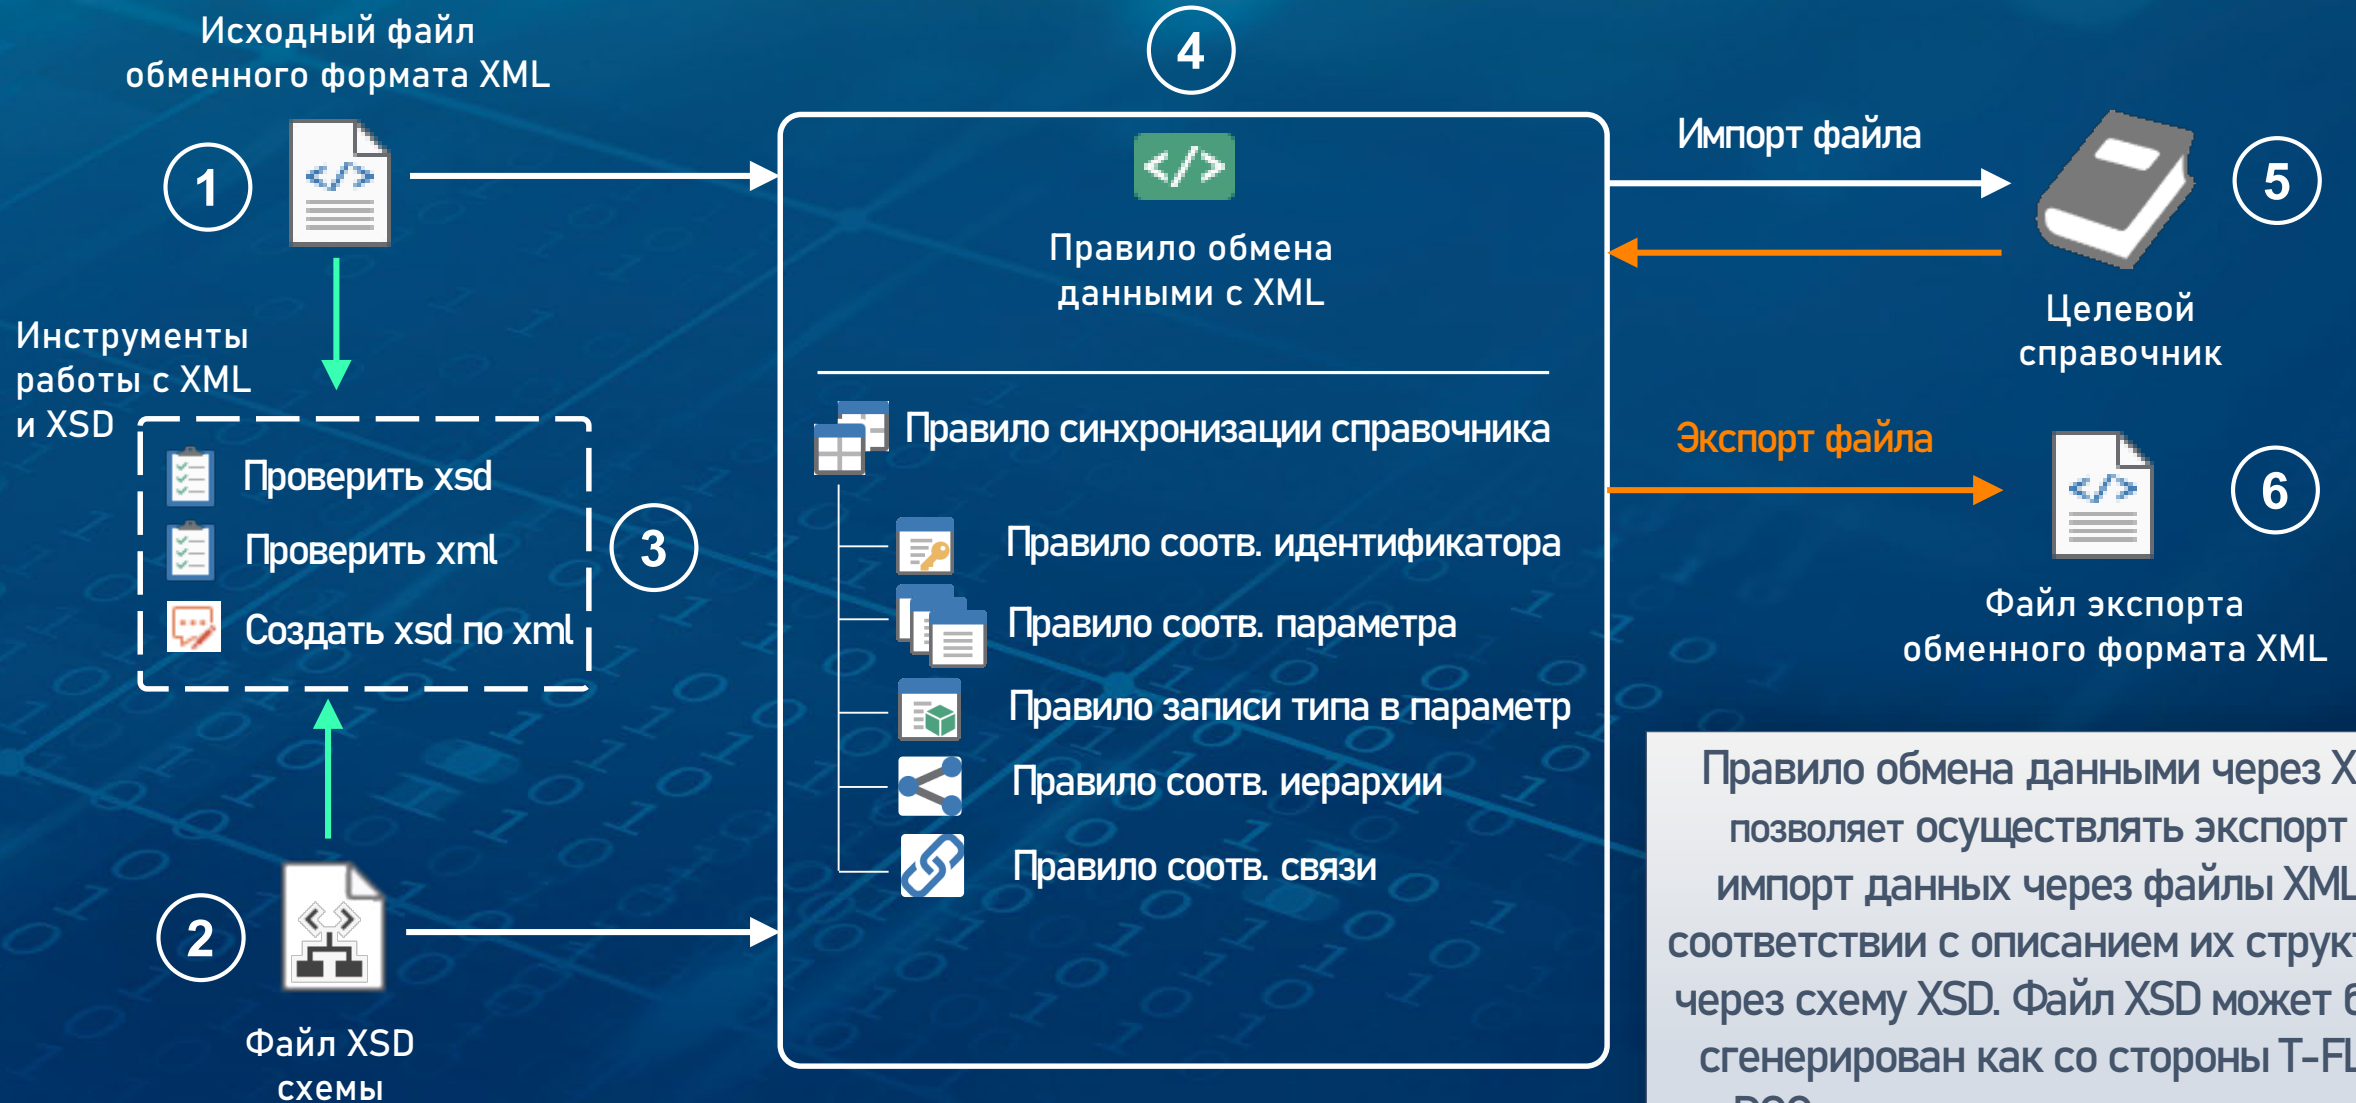 Исходный файл
обменного формата XML
1
Инструменты
работы с XML
и XSD
Проверить xsd
Проверить xml
Создать xsd по xml
3
2
Файл XSD
схемы
4
</>
Правило обмена
данными с XML
Правило синхронизации справочника
Правило соотв. идентификатора
Правило соотв. параметра
Правило записи типа в параметр
Правило соотв. иерархии
Правило соотв. связи
Импорт файла
5
Целевой
справочник
Экспорт файла
6
Файл экспорта
обменного формата XML
Правило обмена данными через
позволяет осуществлять экспорт
импорт данных через файлы XML
соответствии с описанием их
через схему XSD. Файл XSD может
сгенерирован как со стороны